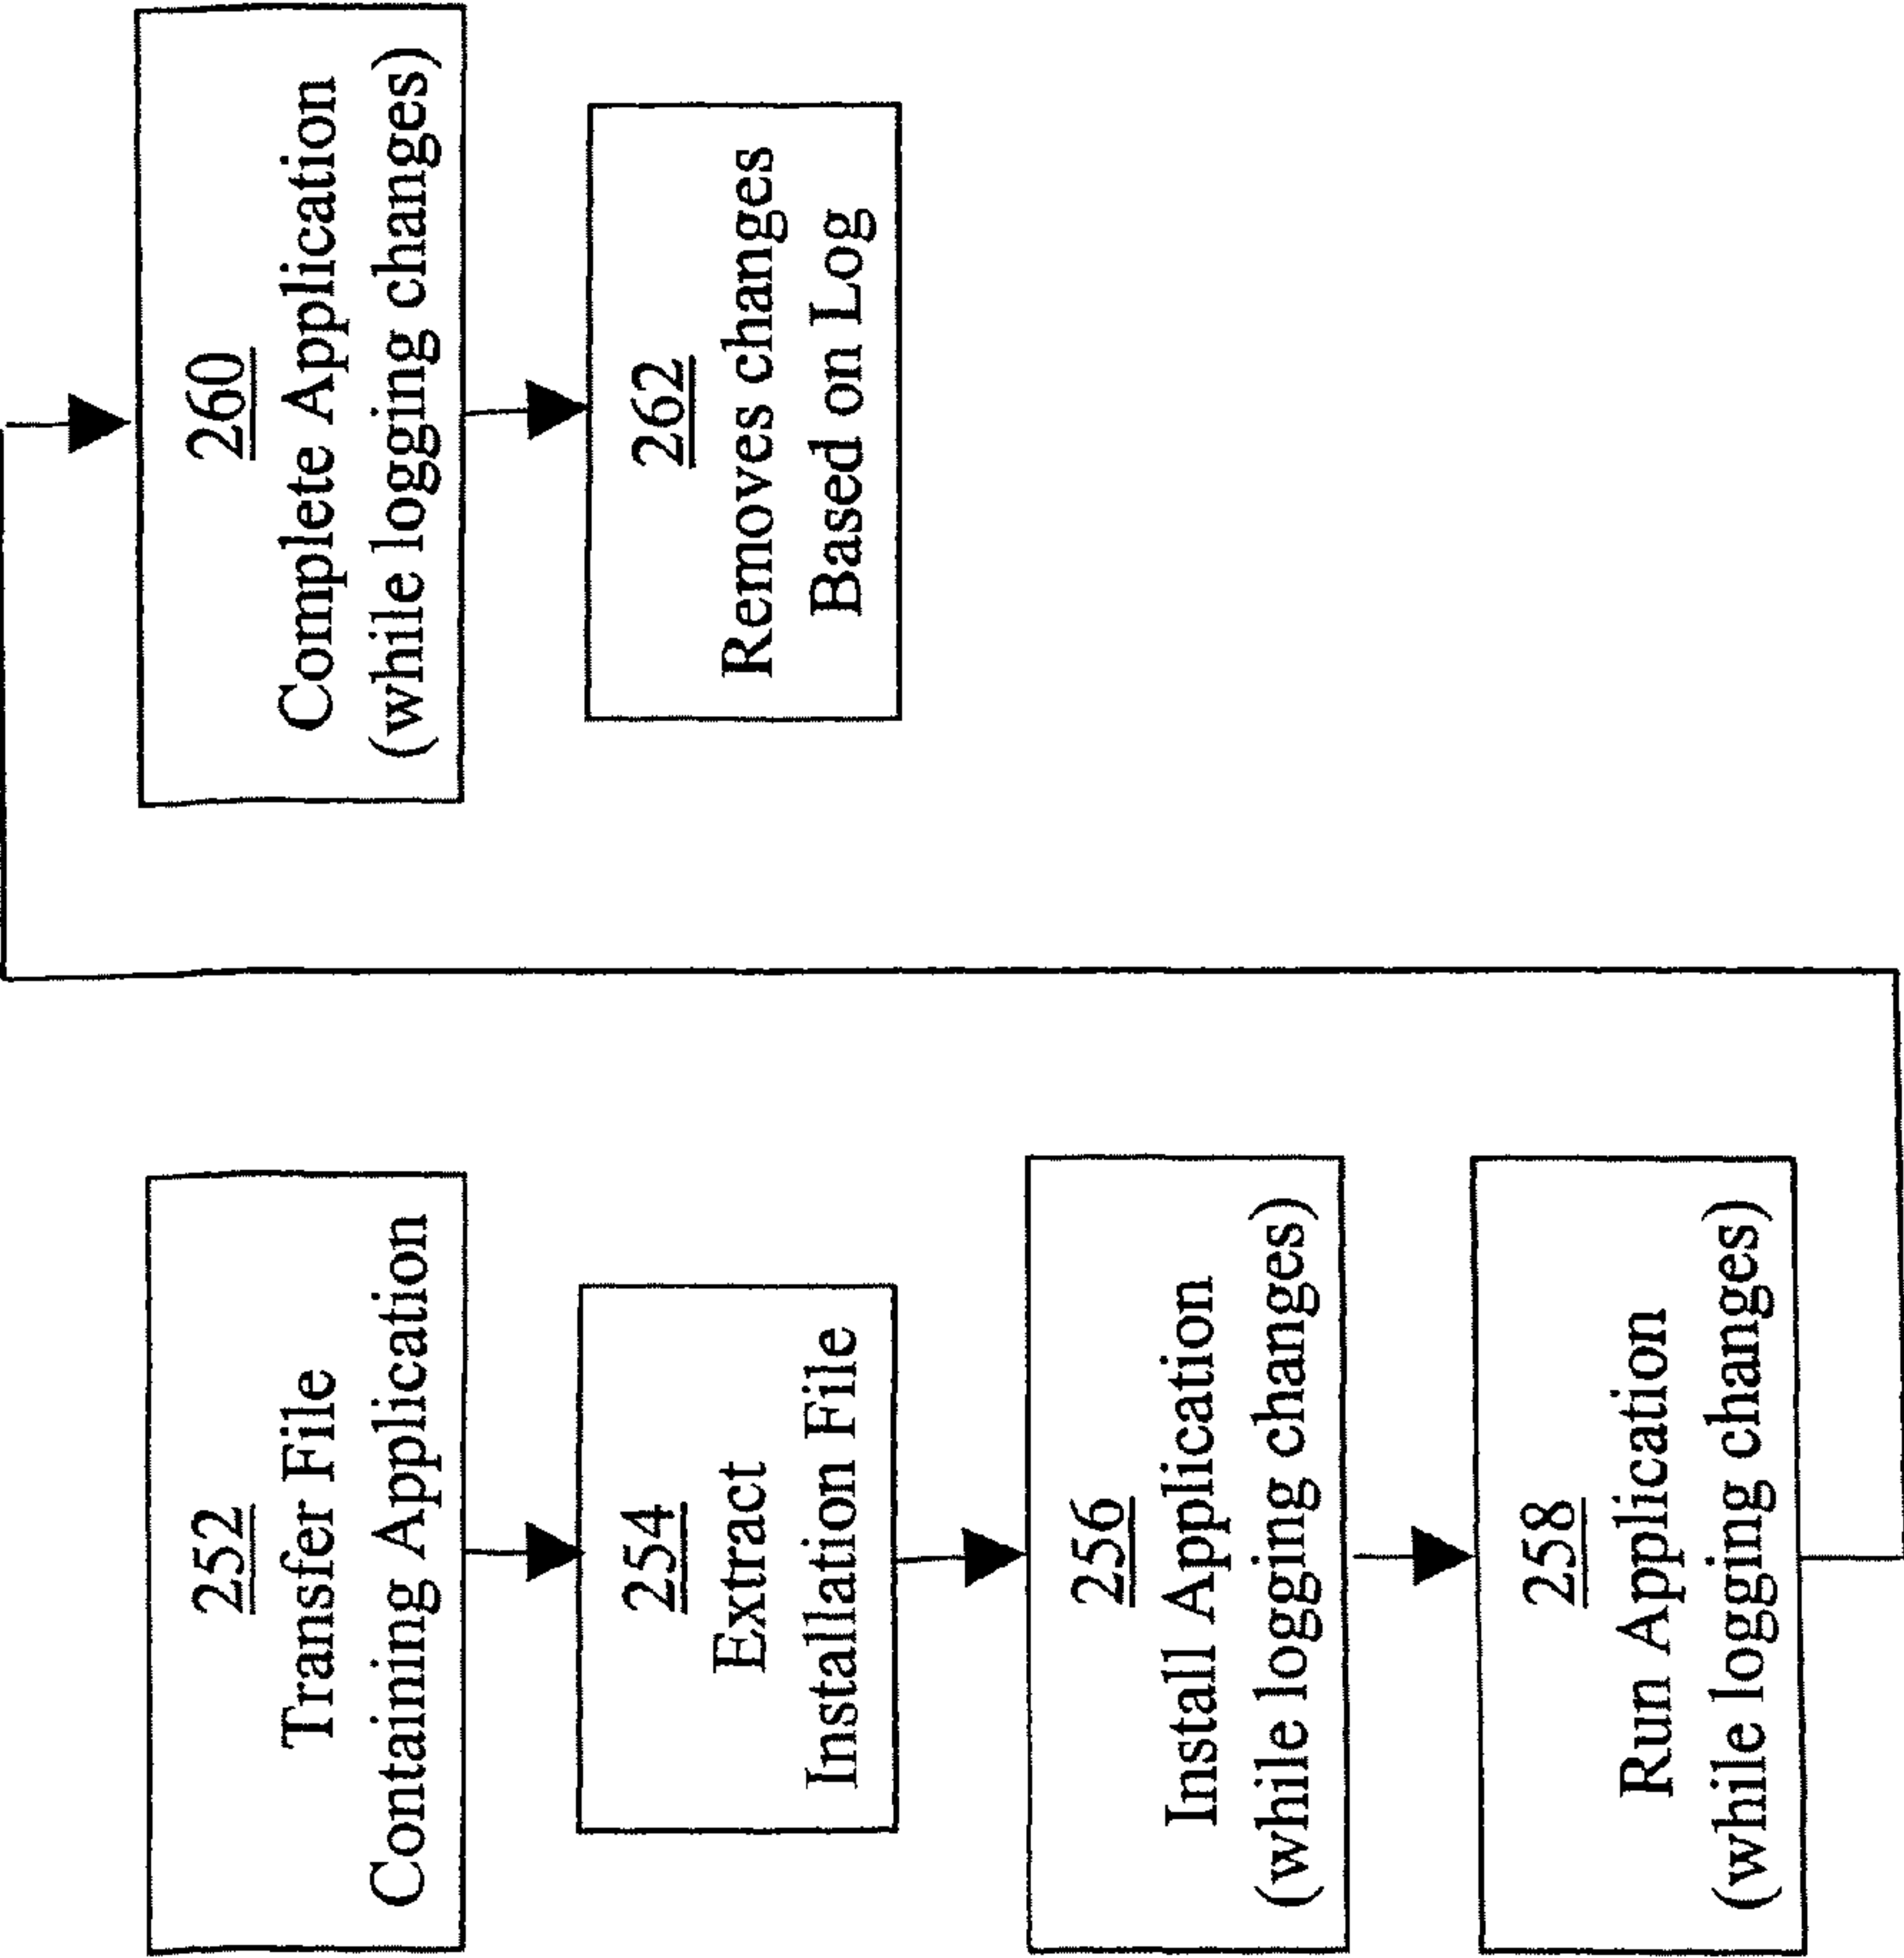 252
Transfer File
Containing Application
254
Extract
Installation File
256
Install Application
(while logging changes)
258
Run Application
(while logging changes)
260
Complete Application
(while logging changes)
262
Removes changes
Based on Log